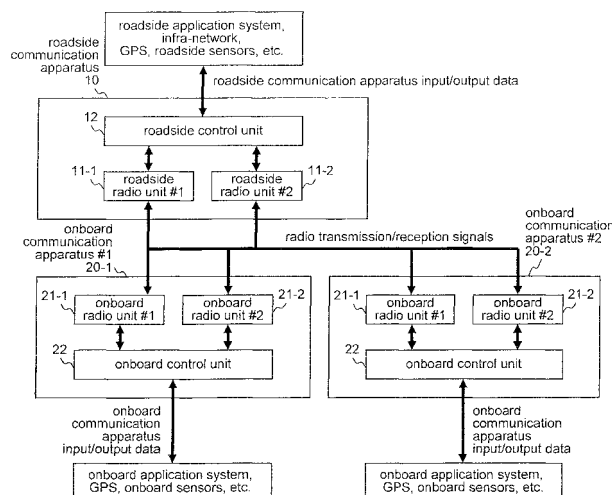 roadside application system,
infra-network,
GPS, roadside sensors, etc.
roadside
communication
apparatus
10
roadside communication apparatus input/output data
12
roadside control unit
11-1
roadside
radio unit #1
roadside
radio unit #2
11-2
onboard
communication
apparatus #1
20-1
radio transmission/reception signals
onboard
communication
apparatus #2
20-2
21-1
onboard
radio unit #1
onboard
radio unit #2
21-2
22
onboard control unit
21-1
onboard
radio unit #1
onboard
radio unit #2
21-2
22
onboard control unit
onboard
communication
apparatus
input/output data
onboard
communication
apparatus
input/output data
onboard application system,
GPS, onboard sensors, etc.
onboard application system,
GPS, onboard sensors, etc.